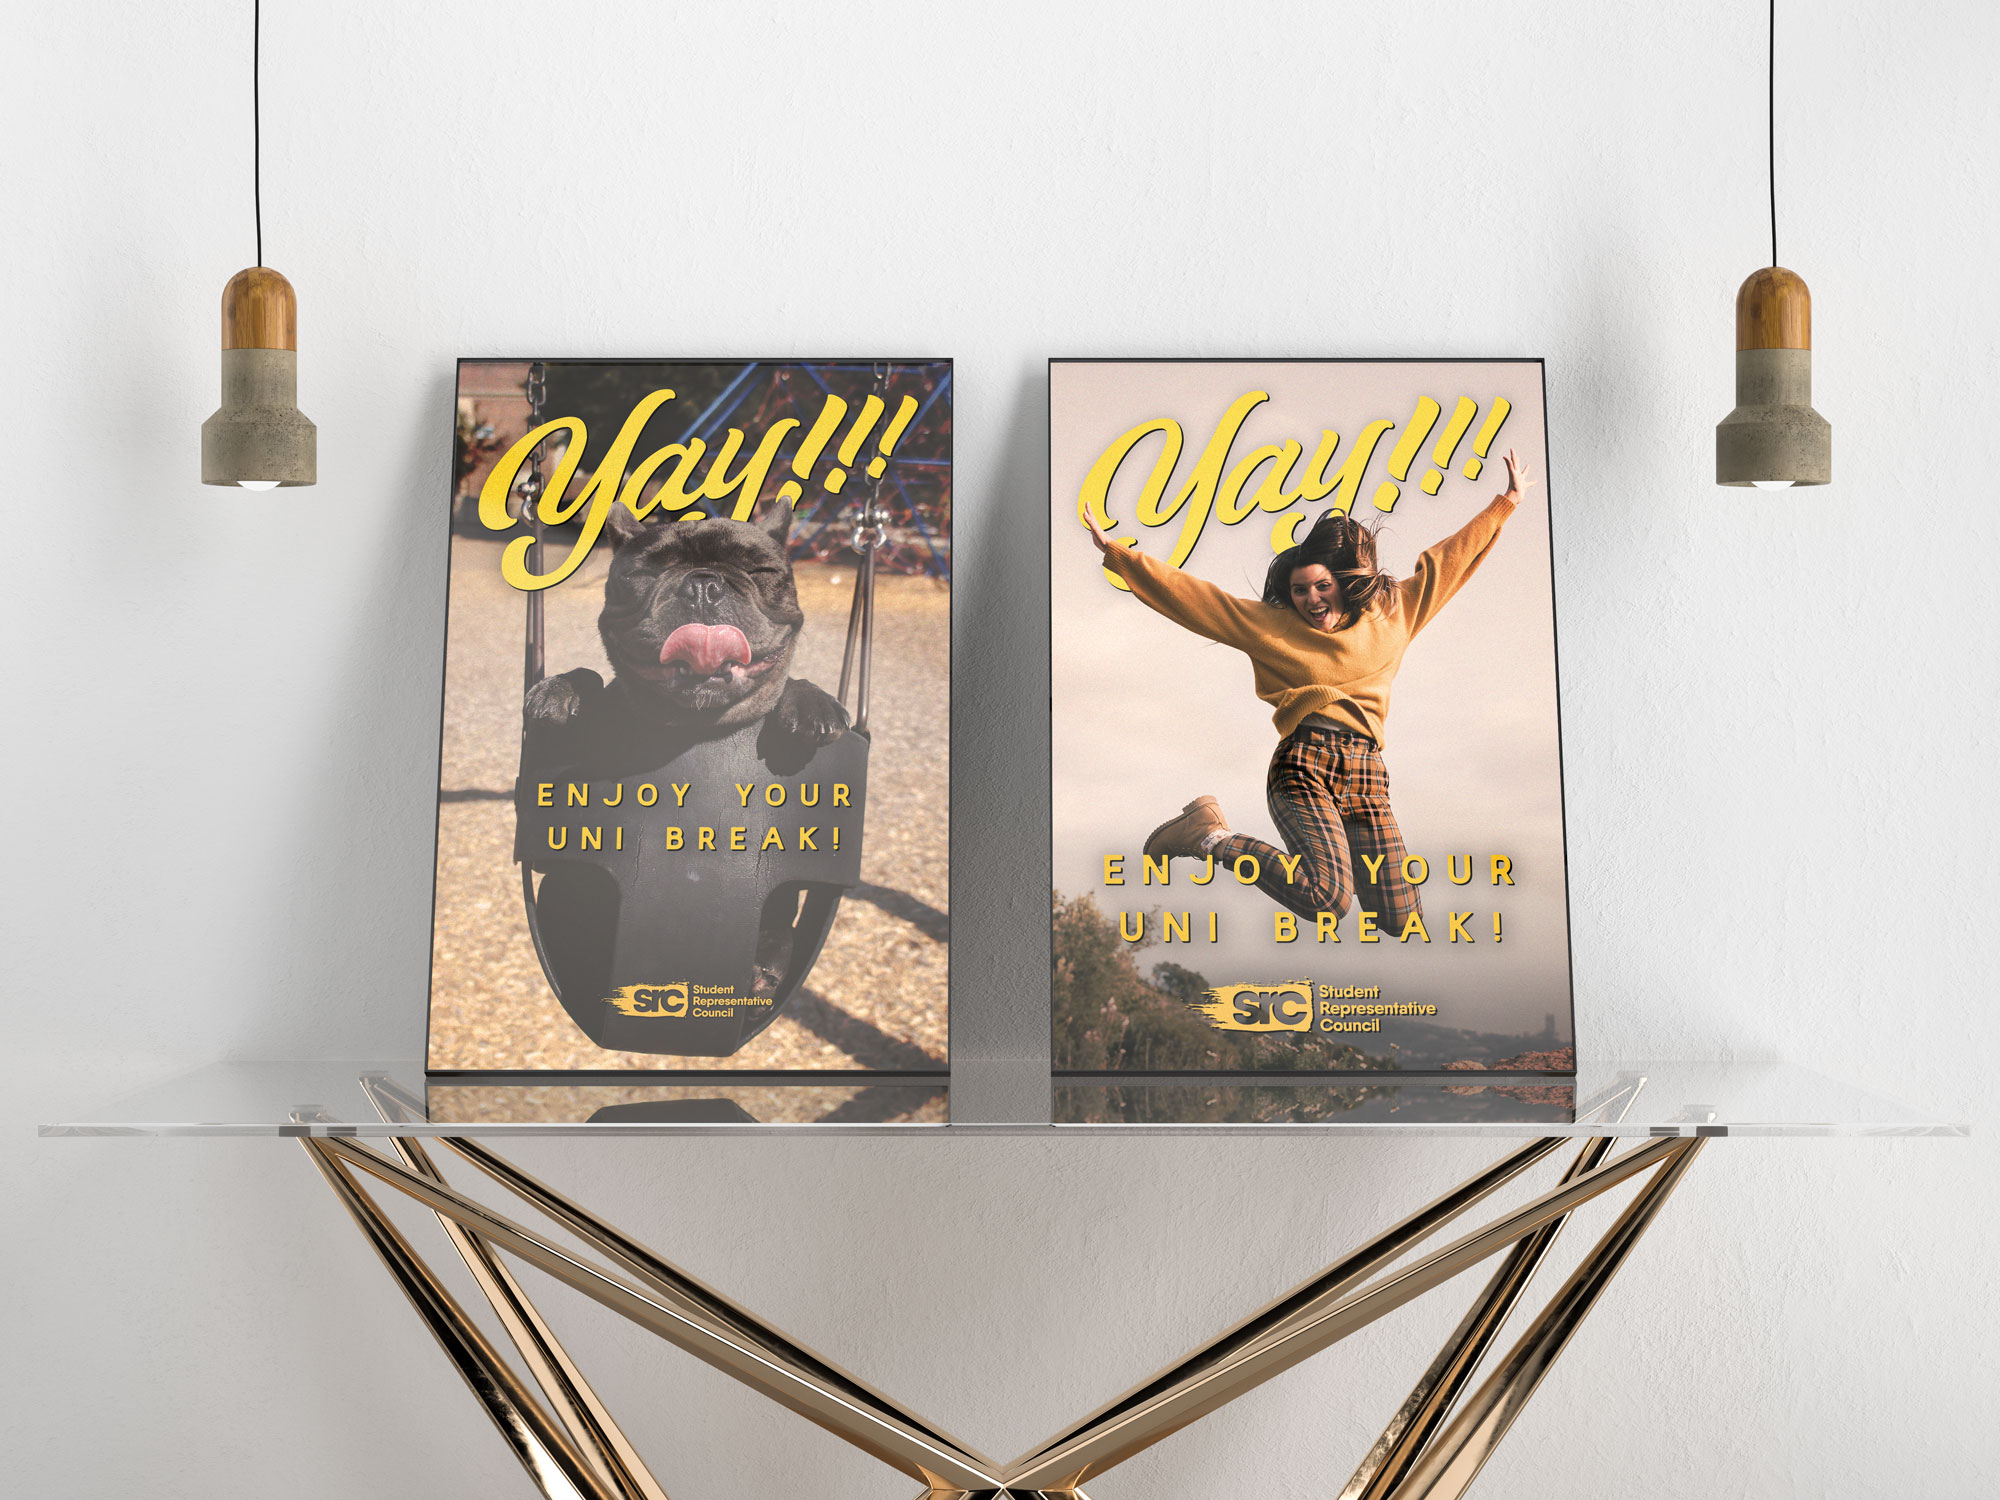 Yay!!!
ENJOY YOUR
UNI BREAK!
src Student
Representative
Council
Yay!!!
ENJOY YOUR
UNI BREAK!
src Student
Representative
Council